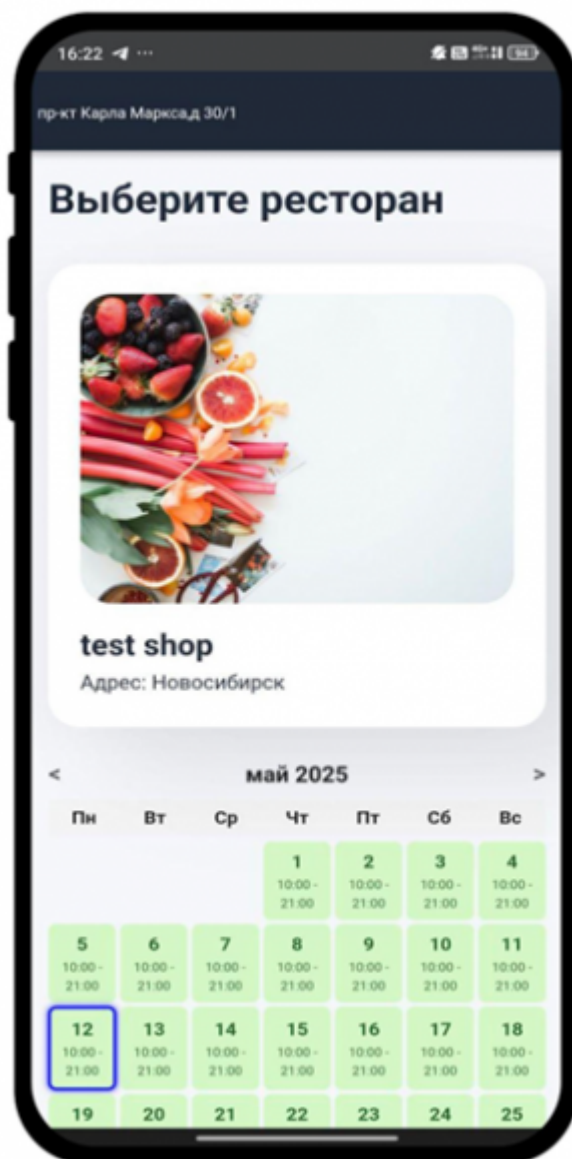 16:22
94
пр-кт Карла Маркса,д 30/1
Выберите ресторан
test shop
Адрес: Новосибирск
< май 2025 >
Пн Вт Ср Чт Пт Сб Вс
1 2 3 4
10:00 - 10:00 - 10:00 - 10:00 -
21:00 21:00 21:00 21:00
5 6 7 8 9 10 11
10:00 - 10:00 - 10:00 - 10:00 - 10:00 - 10:00 - 10:00 -
21:00 21:00 21:00 21:00 21:00 21:00 21:00
12 13 14 15 16 17 18
10:00 - 10:00 - 10:00 - 10:00 - 10:00 - 10:00 - 10:00 -
21:00 21:00 21:00 21:00 21:00 21:00 21:00
19 20 21 22 23 24 25